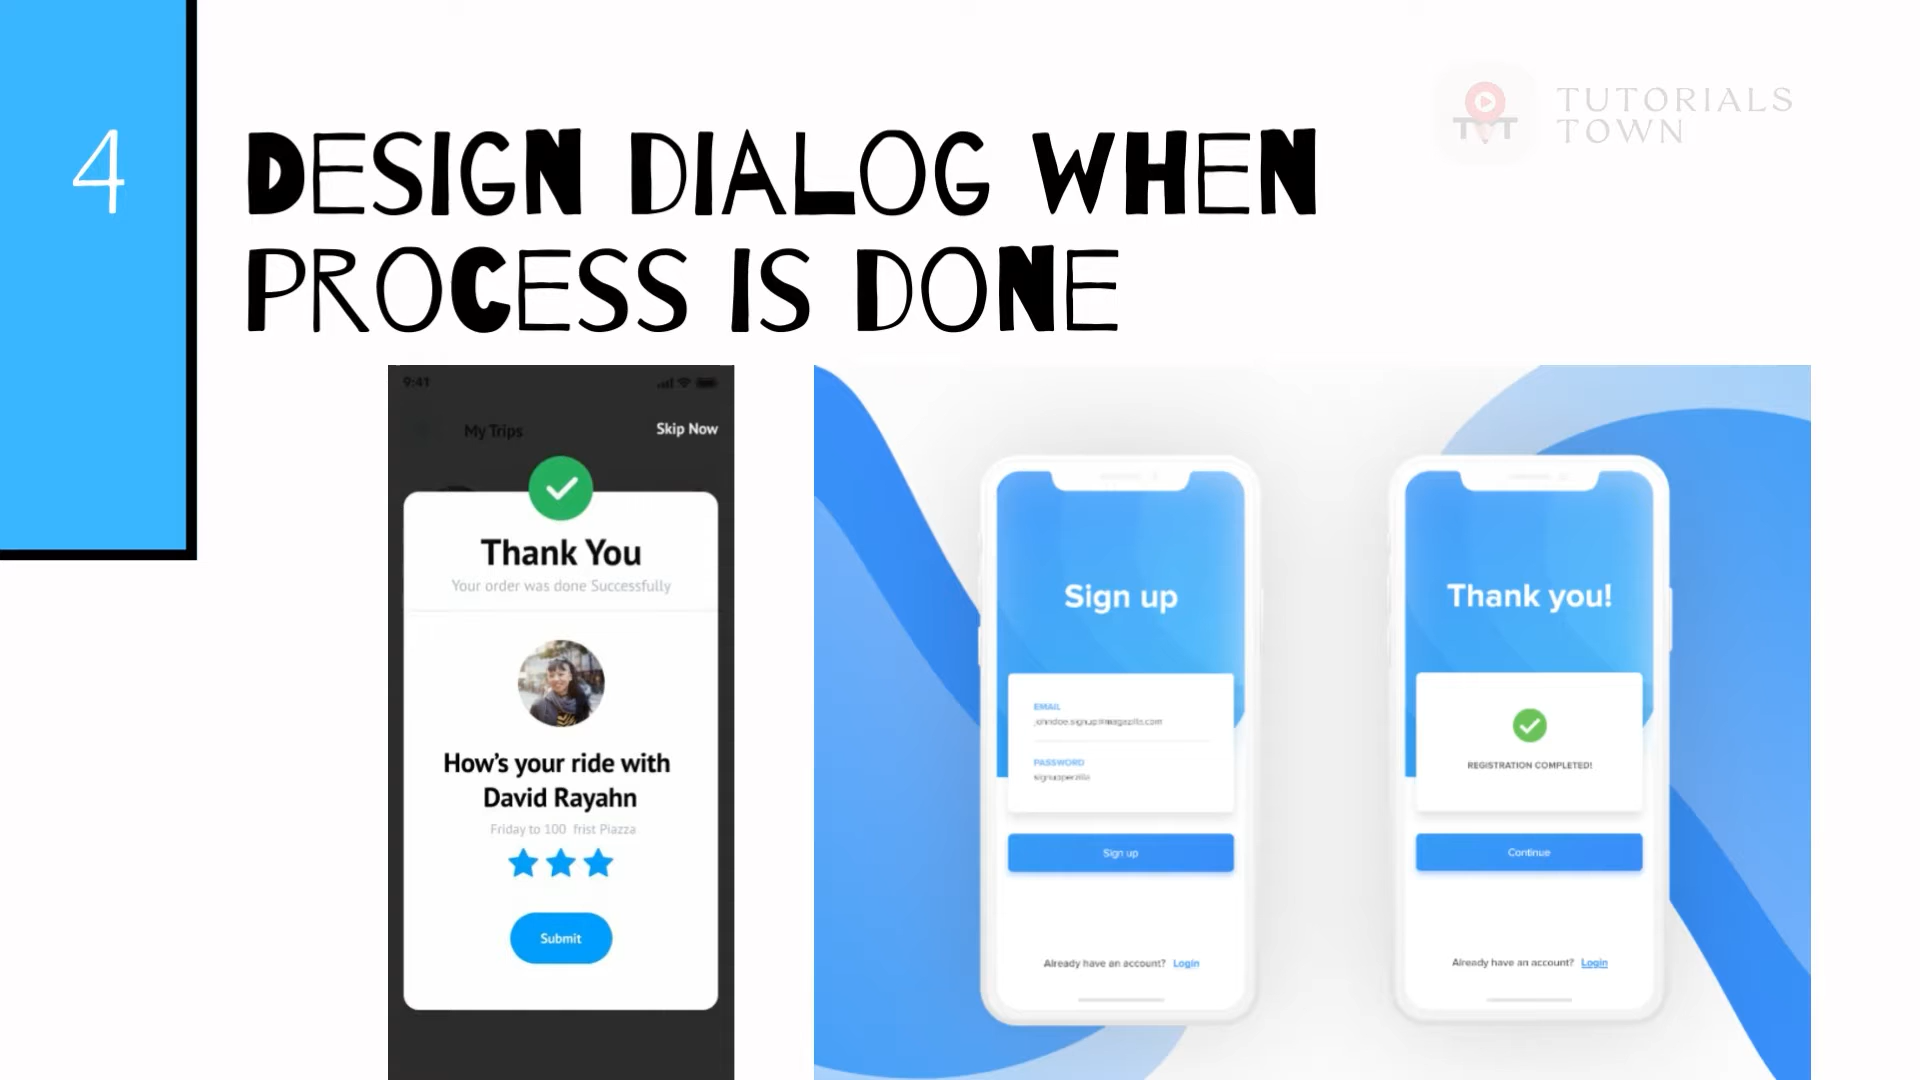 4
DESIGN DIALOG WHEN
PROCESS IS DONE
TUTORIALS
TOWN
9:41
My Trips
Skip Now
Thank You
Your order was done Successfully
How's your ride with
David Rayahn
Friday to 100 frist Piazza
Submit
Sign up
EMAIL
PASSWORD
Sign up
Already have an account? Login
Thank you!
REGISTRATION COMPLETED!
Continue
Already have an account? Login